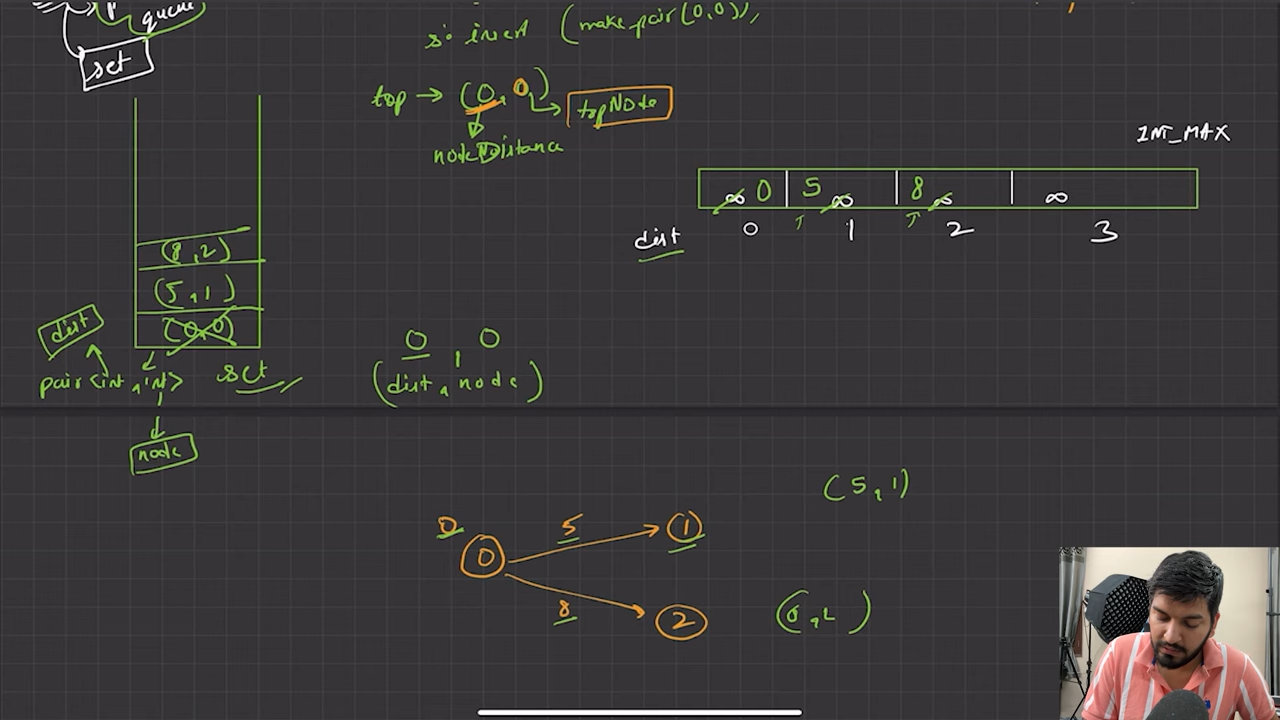 queue
set
s. insert (make_pair(0,0));
top → (0, 0) → topNode
nodeDistance
INT_MAX
∞ 0 5 ∞ 8 ∞ ∞
dist 0 1 2 3
(8,2)
(5,1)
(0,0)
dist
pair<int,int> set
node
0 , 0
(dist, node)
(5,1)
0 5 1
0
8 2